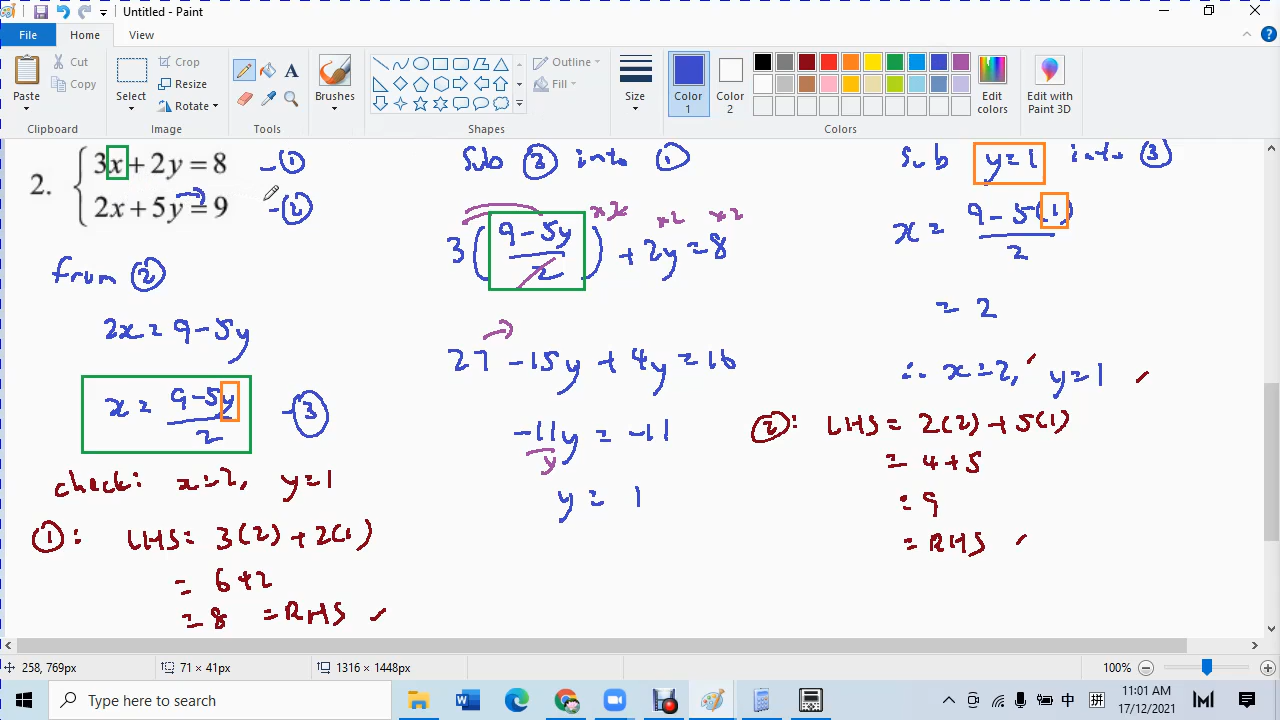 Untitled - Paint
File Home View
Paste Cut Copy Clipboard
Select Crop Resize Rotate Image
Tools
Brushes
Shapes Outline Fill
Size
Color 1 Color 2 Edit colors Colors
Edit with Paint 3D
2. { 3x + 2y = 8 –①
2x + 5y = 9 –②
from ②
2x = 9 – 5y
x = (9 – 5y)/2 –③
check: x=2, y=1
①: LHS = 3(2) + 2(1)
= 6+2
= 8 = RHS ✓
Sub ③ into ①
×2 ×2 ×2
3((9 – 5y)/2) + 2y = 8
27 – 15y + 4y = 16
–11y = –11
y = 1
Sub y=1 into ③
x = (9 – 5(1))/2
= 2
∴ x=2, y=1
②: LHS = 2(2) + 5(1)
= 4+5
= 9
= RHS
258, 769px 71 × 41px 1316 × 1448px 100%
Type here to search
中 拼 11:01 AM
17/12/2021